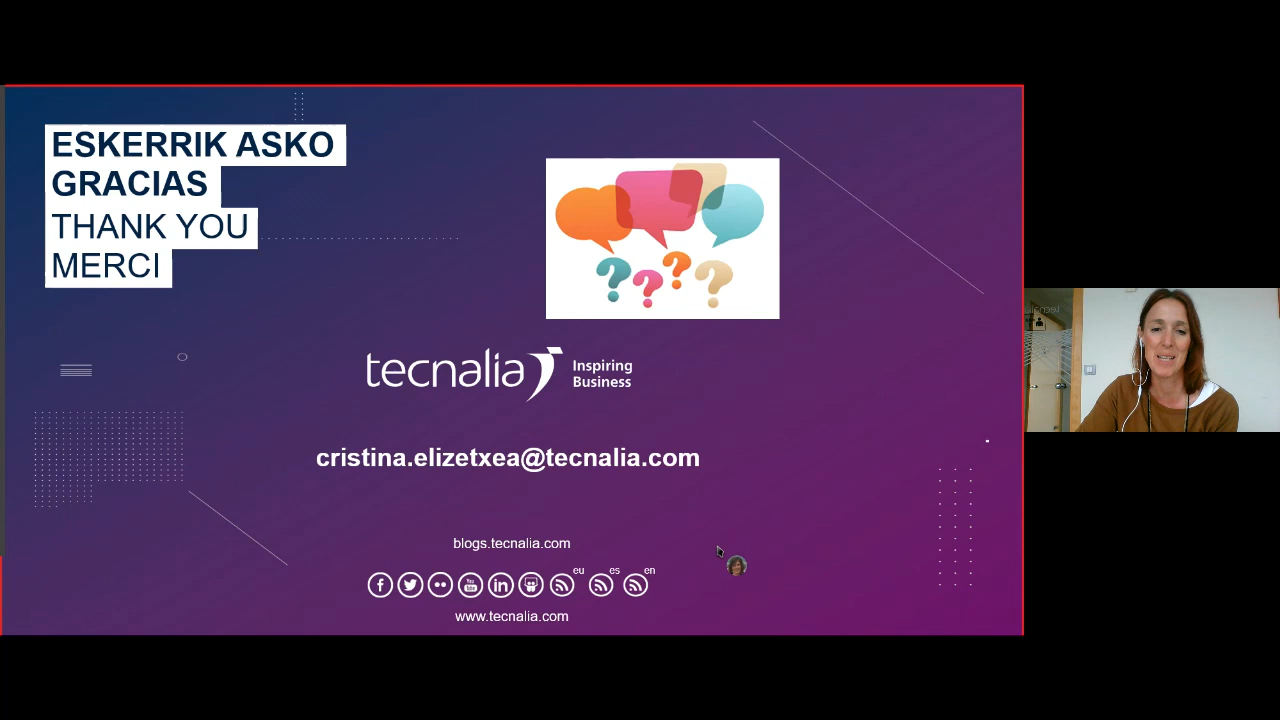 ESKERRIK ASKO
GRACIAS
THANK YOU
MERCI
tecnalia Inspiring
Business
cristina.elizetxea@tecnalia.com
blogs.tecnalia.com
eu es en
www.tecnalia.com